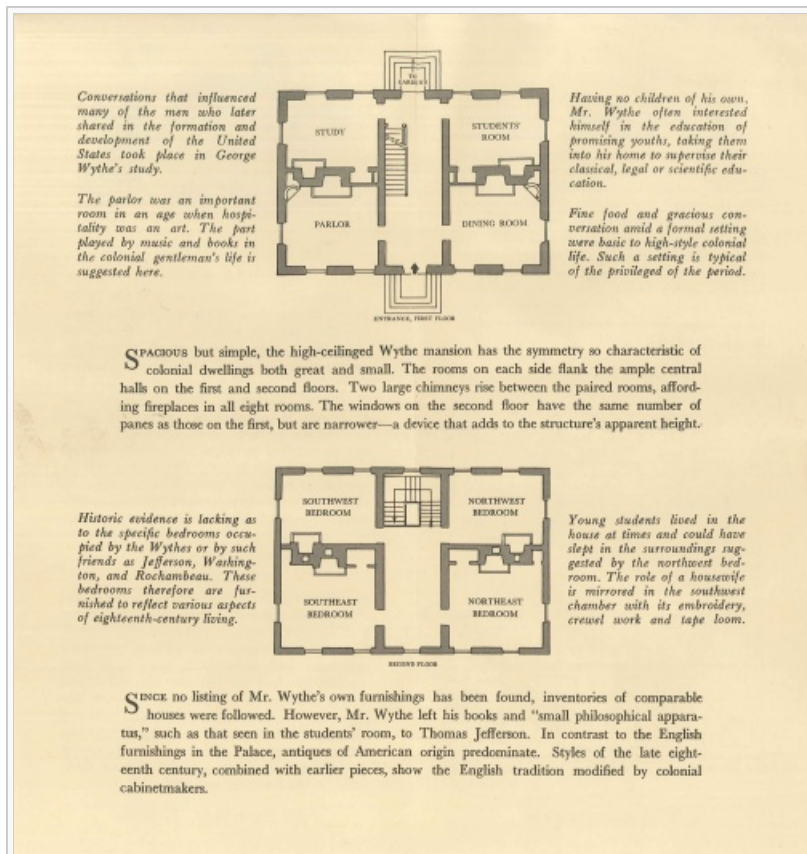 TO
GARDEN
Conversations that influenced
many of the men who later
shared in the formation and
development of the United
States took place in George
Wythe's study.
The parlor was an important
room in an age when hospi-
tality was an art. The part
played by music and books in
the colonial gentleman's life is
suggested here.
STUDY
STUDENTS'
ROOM
PARLOR
DINING ROOM
ENTRANCE, FIRST FLOOR
Having no children of his own,
Mr. Wythe often interested
himself in the education of
promising youths, taking them
into his home to supervise their
classical, legal or scientific edu-
cation.
Fine food and gracious con-
versation amid a formal setting
were basic to high-style colonial
life. Such a setting is typical
of the privileged of the period.
SPACIOUS but simple, the high-ceilinged Wythe mansion has the symmetry so characteristic of
colonial dwellings both great and small. The rooms on each side flank the ample central
halls on the first and second floors. Two large chimneys rise between the paired rooms, afford-
ing fireplaces in all eight rooms. The windows on the second floor have the same number of
panes as those on the first, but are narrower—a device that adds to the structure's apparent height.
Historic evidence is lacking as
to the specific bedrooms occu-
pied by the Wythes or by such
friends as Jefferson, Washing-
ton, and Rochambeau. These
bedrooms therefore are fur-
nished to reflect various aspects
of eighteenth-century living.
SOUTHWEST
BEDROOM
NORTHWEST
BEDROOM
SOUTHEAST
BEDROOM
NORTHEAST
BEDROOM
SECOND FLOOR
Young students lived in the
house at times and could have
slept in the surroundings sug-
gested by the northwest bed-
room. The role of a housewife
is mirrored in the southwest
chamber with its embroidery,
crewel work and tape loom.
SINCE no listing of Mr. Wythe's own furnishings has been found, inventories of comparable
houses were followed. However, Mr. Wythe left his books and "small philosophical appara-
tus," such as that seen in the students' room, to Thomas Jefferson. In contrast to the English
furnishings in the Palace, antiques of American origin predominate. Styles of the late eight-
eenth century, combined with earlier pieces, show the English tradition modified by colonial
cabinetmakers.